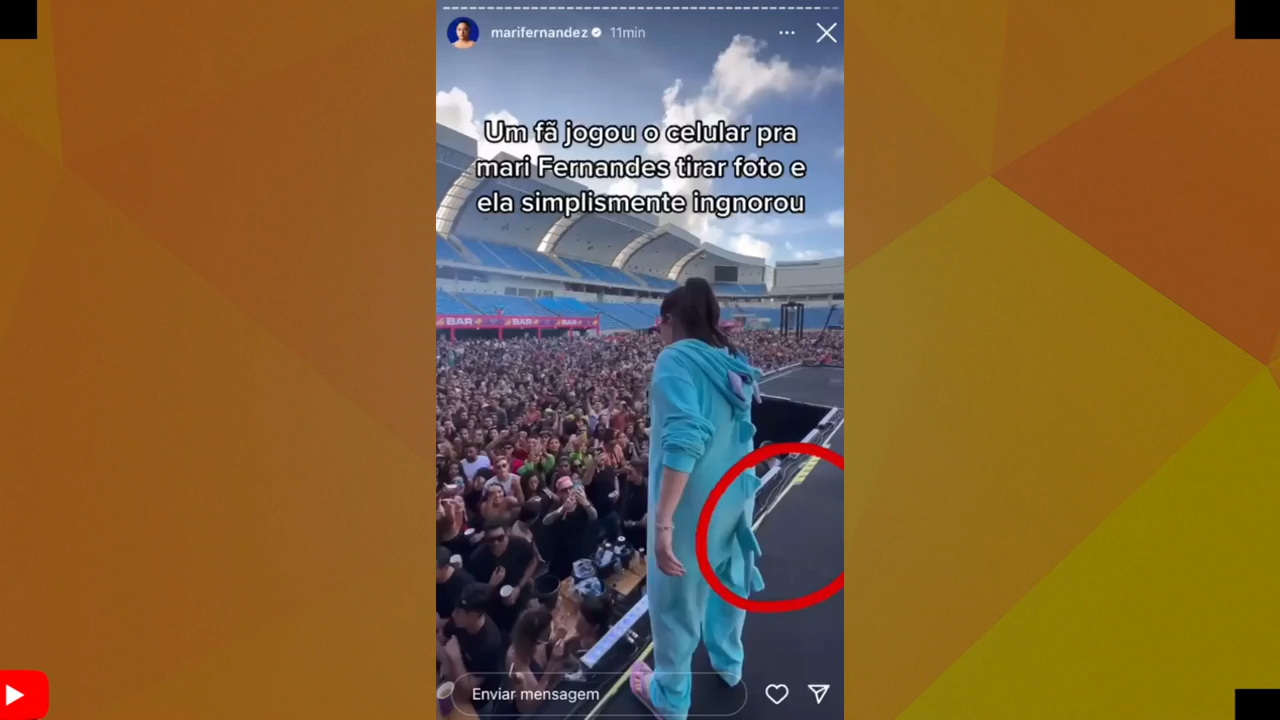 marifernandez 11min
Um fã jogou o celular pra
mari Fernandes tirar foto e
ela simplismente ingnorou
BAR BAR BAR
Enviar mensagem